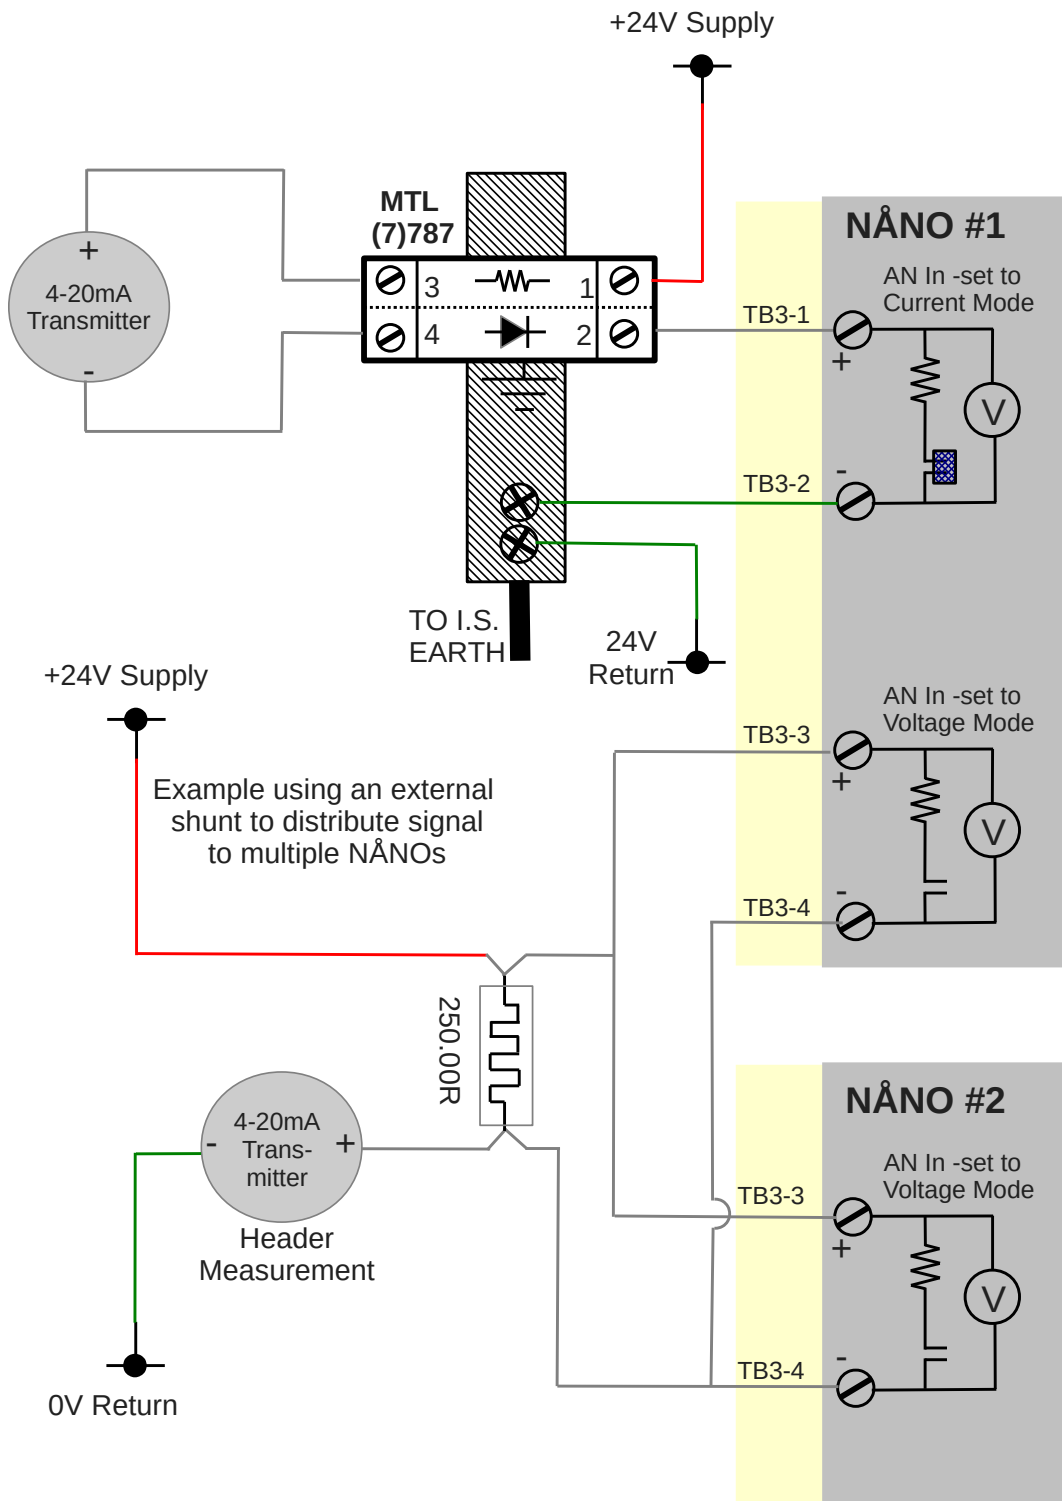 +24V Supply
MTL
(7)787
3
1
4
2
+
4-20mA
Transmitter
-
NÅNO #1
AN In -set to
Current Mode
TB3-1
+
V
-
TB3-2
TO I.S.
EARTH
24V
Return
+24V Supply
Example using an external
shunt to distribute signal
to multiple NÅNOs
AN In -set to
Voltage Mode
TB3-3
+
V
-
TB3-4
250.00R
4-20mA
Trans-
mitter
-
+
Header
Measurement
0V Return
NÅNO #2
AN In -set to
Voltage Mode
TB3-3
+
V
-
TB3-4